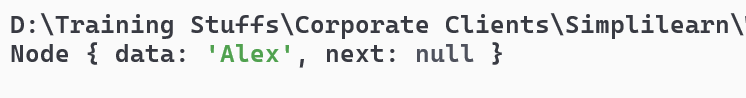 D:\Training Stuffs\Corporate Clients\Simplilearn\
Node { data: 'Alex', next: null }